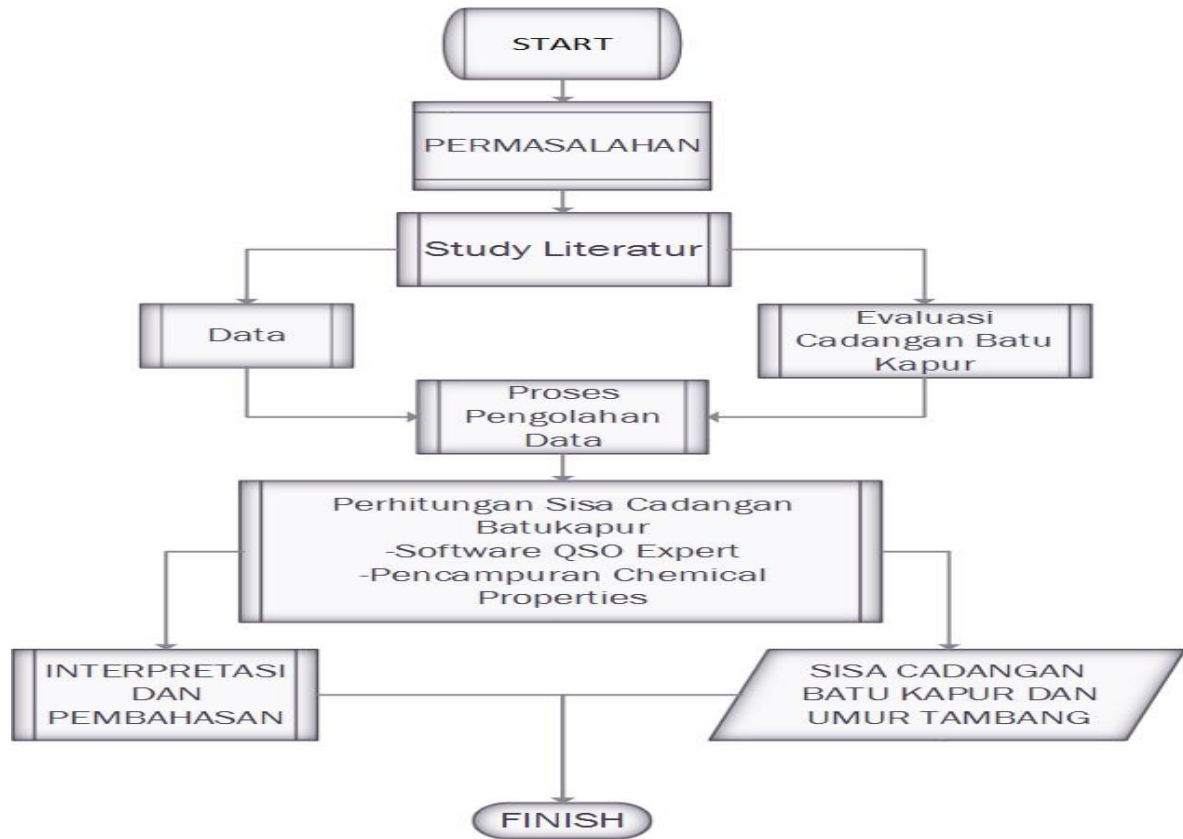 START
PERMASALAHAN
Study Literatur
Data
Evaluasi
Cadangan Batu
Kapur
Proses
Pengolahan
Data
Perhitungan Sisa Cadangan
Batukapur
-Software QSO Expert
-Pencampuran Chemical
Properties
INTERPRETASI
DAN
PEMBAHASAN
SISA CADANGAN
BATU KAPUR DAN
UMUR TAMBANG
FINISH